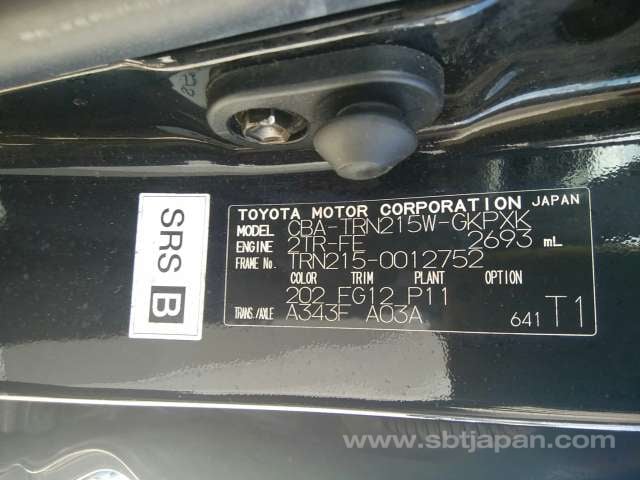 SRS B
TOYOTA MOTOR CORPORATION JAPAN
MODEL CBA-TRN215W-GKPXK
ENGINE 2TR-FE 2693 mL
FRAME No. TRN215-0012752
COLOR TRIM PLANT OPTION
202 FG12 P11
TRANS./AXLE A343F A03A 641 T1
www.sbtjapan.com